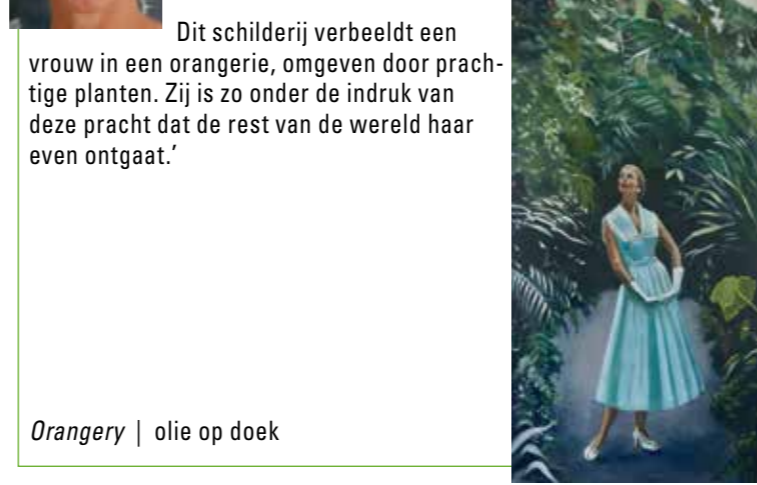 Dit schilderij verbeeldt een
vrouw in een orangerie, omgeven door prach-
tige planten. Zij is zo onder de indruk van
deze pracht dat de rest van de wereld haar
even ontgaat.’
Orangery | olie op doek